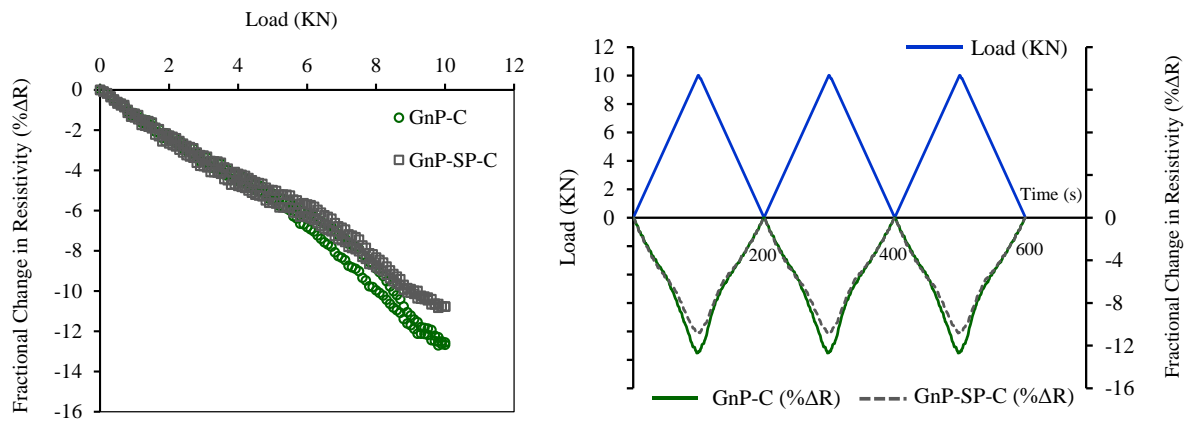 Load (KN)
0 2 4 6 8 10 12
0
-2
-4
-6
-8
-10
-12
-14
-16
Fractional Change in Resistivity (%ΔR)
GnP-C
GnP-SP-C
Load (KN)
12
10
8
6
4
2
0
Load (KN)
Time (s)
200 400 600
0
-4
-8
-12
-16
Fractional Change in Resistivity (%ΔR)
GnP-C (%ΔR) GnP-SP-C (%ΔR)